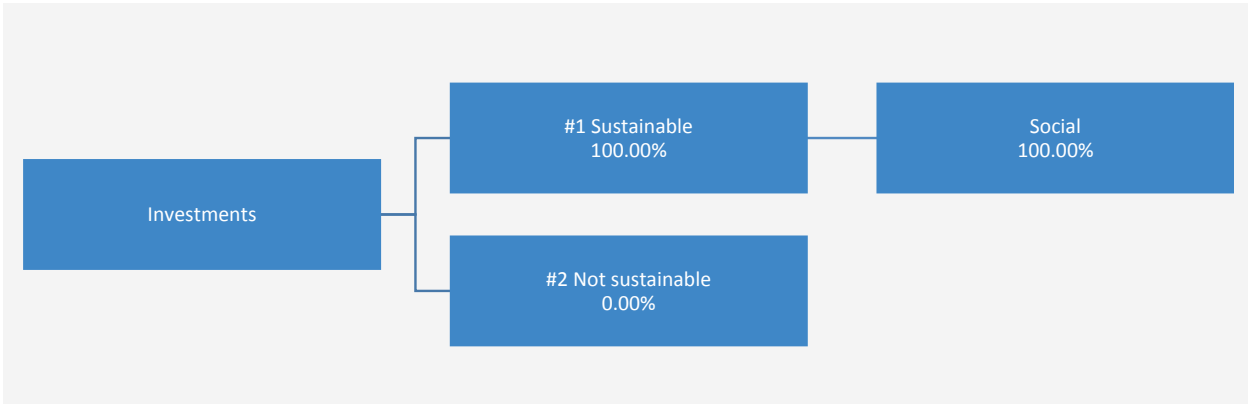 Investments
#1 Sustainable
100.00%
Social
100.00%
#2 Not sustainable
0.00%